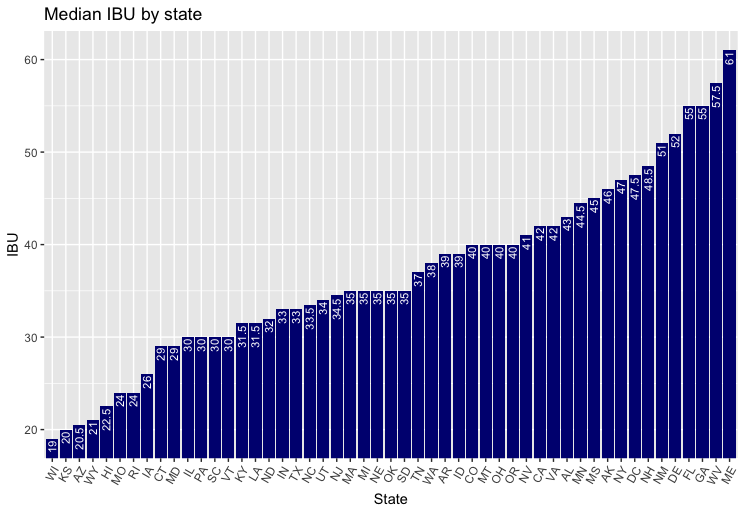 Median IBU by state
60
50
40
30
20
IBU
19 20 20.5 21 22.5 24 24 26 29 29 30 30 30 30 31.5 31.5 32 33 33 33.5 34 34.5 35 35 35 35 35 37 38 39 39 40 40 40 40 41 42 42 43 44.5 45 46 47 47.5 48.5 51 52 55 55 57.5 61
WI KS AZ WY HI MO RI IA CT MD IL PA SC VT KY LA ND IN TX NC UT NJ MA MI NE OK SD TN WA AR ID CO MT OH OR NV CA VA AL MN MS AK NY DC NH NM DE FL GA WV ME
State